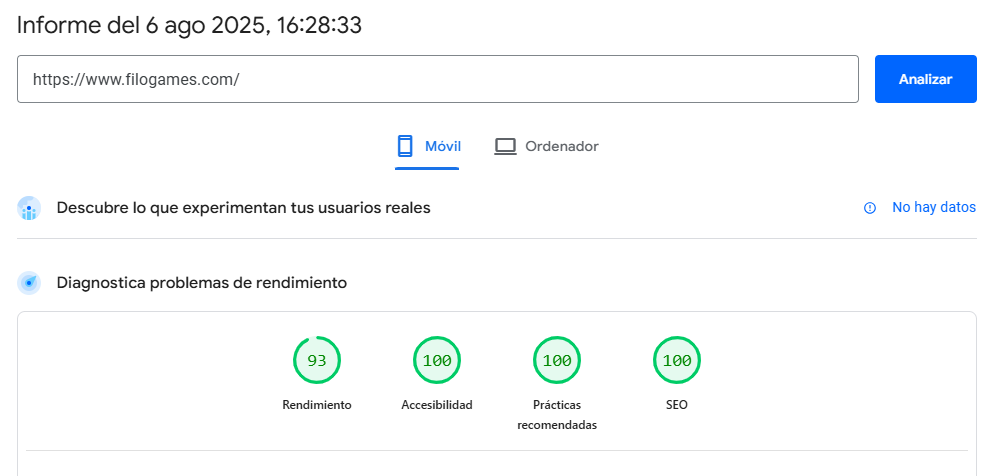 Informe del 6 ago 2025, 16:28:33
https://www.filogames.com/
Analizar
Móvil
Ordenador
Descubre lo que experimentan tus usuarios reales
No hay datos
Diagnostica problemas de rendimiento
93
100
100
100
Rendimiento
Accesibilidad
Prácticas
recomendadas
SEO